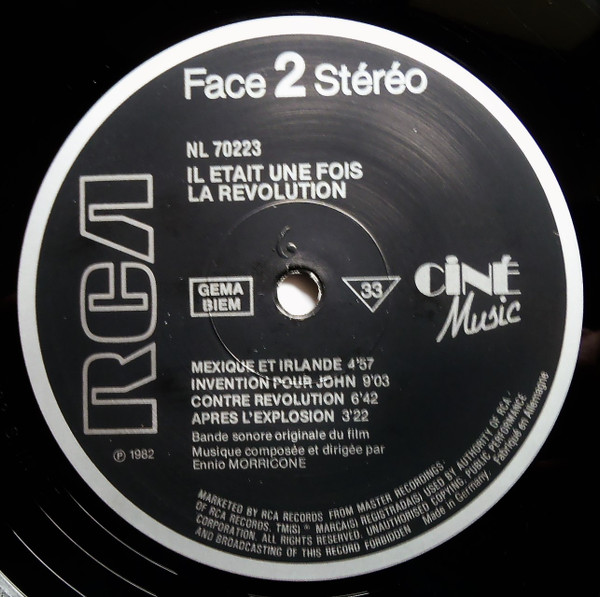 Face 2 Stéréo
NL 70223
IL ETAIT UNE FOIS
LA REVOLUTION
RCA
6
GEMA
BIEM
33
CiNÉ
Music
MEXIQUE ET IRLANDE 4'57
INVENTION POUR JOHN 9'03
CONTRE REVOLUTION 6'42
APRES L'EXPLOSION 3'22
Bande sonore originale du film
Musique composée et dirigée par
Ennio MORRICONE
℗ 1982
MARKETED BY RCA RECORDS FROM MASTER RECORDINGS
OF RCA RECORDS. TM(S) ® MARCA(S) REGISTRADA(S) USED BY AUTHORITY OF RCA
CORPORATION. ALL RIGHTS RESERVED. UNAUTHORISED COPYING, PUBLIC PERFORMANCE
AND BROADCASTING OF THIS RECORD FORBIDDEN Made in Germany. Fabriqué en Allemagne